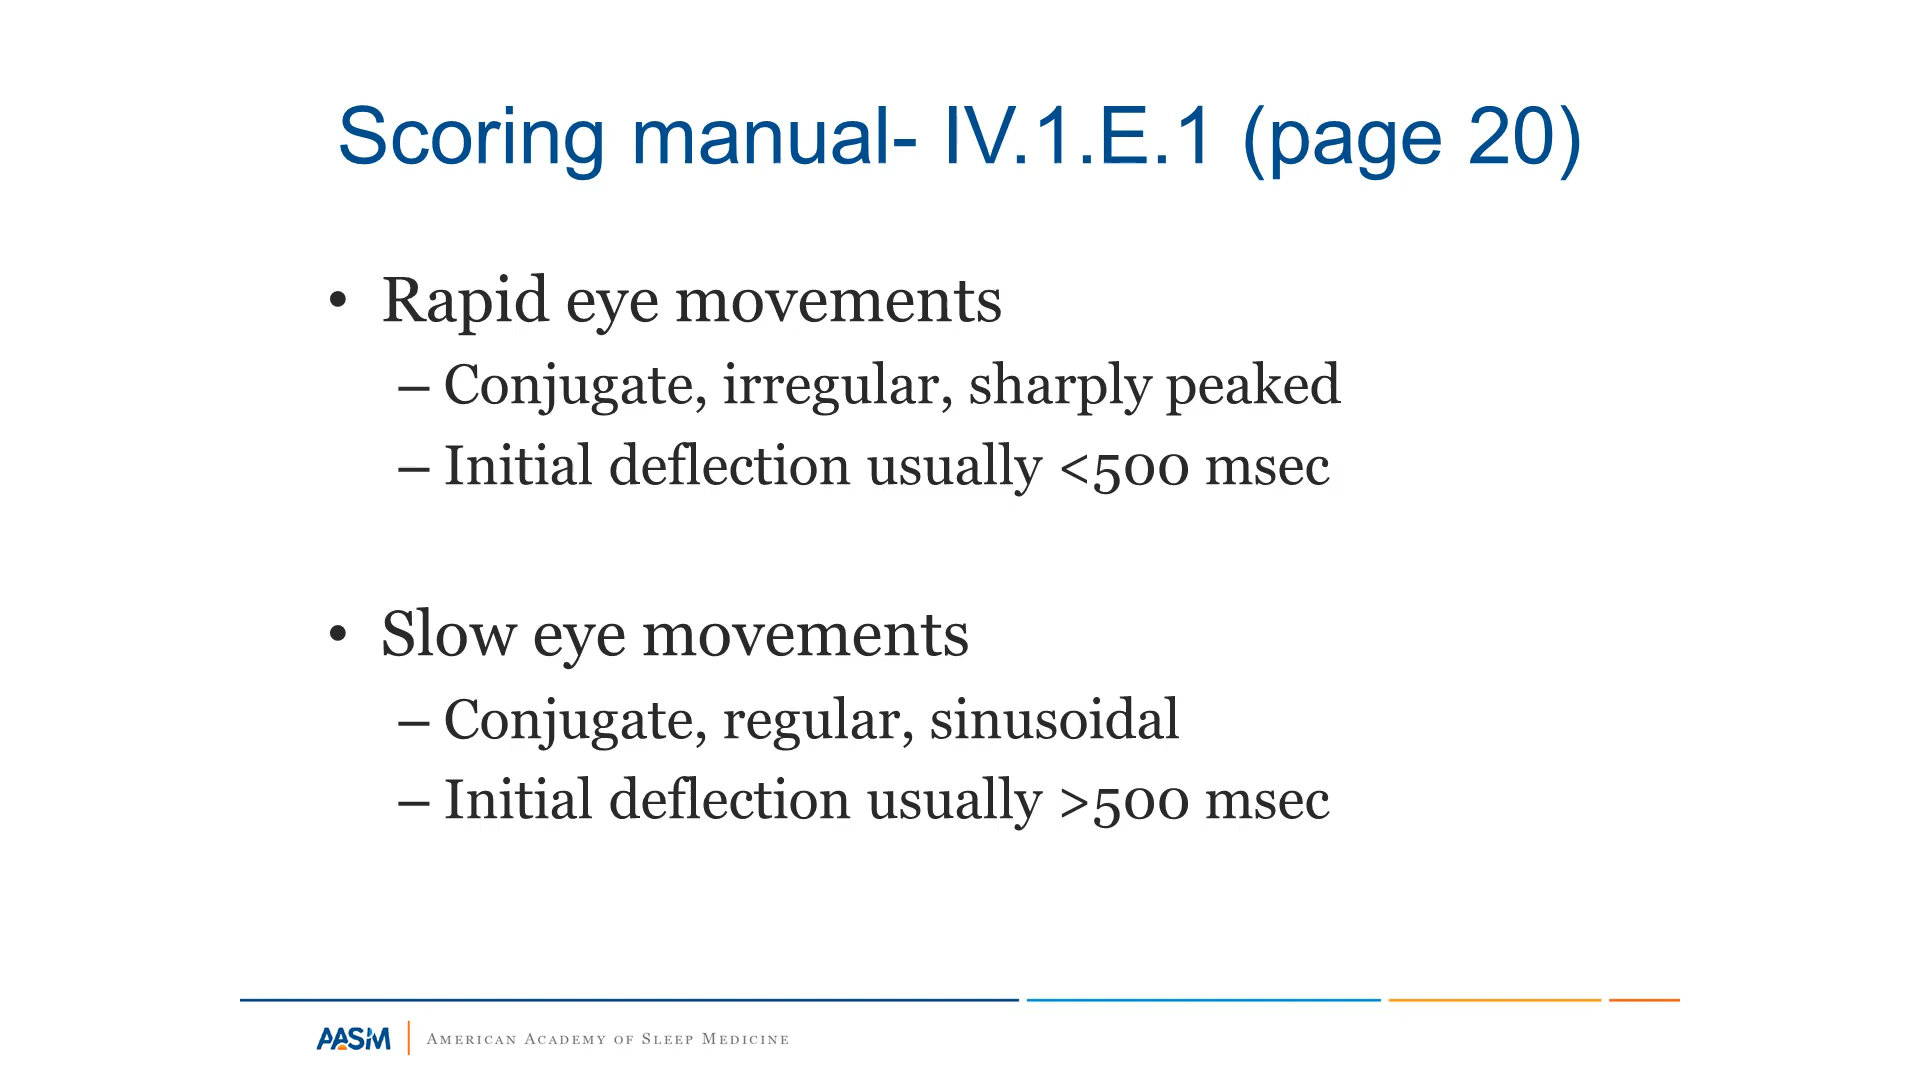 Scoring manual- IV.1.E.1 (page 20)
• Rapid eye movements
– Conjugate, irregular, sharply peaked
– Initial deflection usually <500 msec
• Slow eye movements
– Conjugate, regular, sinusoidal
– Initial deflection usually >500 msec
AASM | American Academy of Sleep Medicine